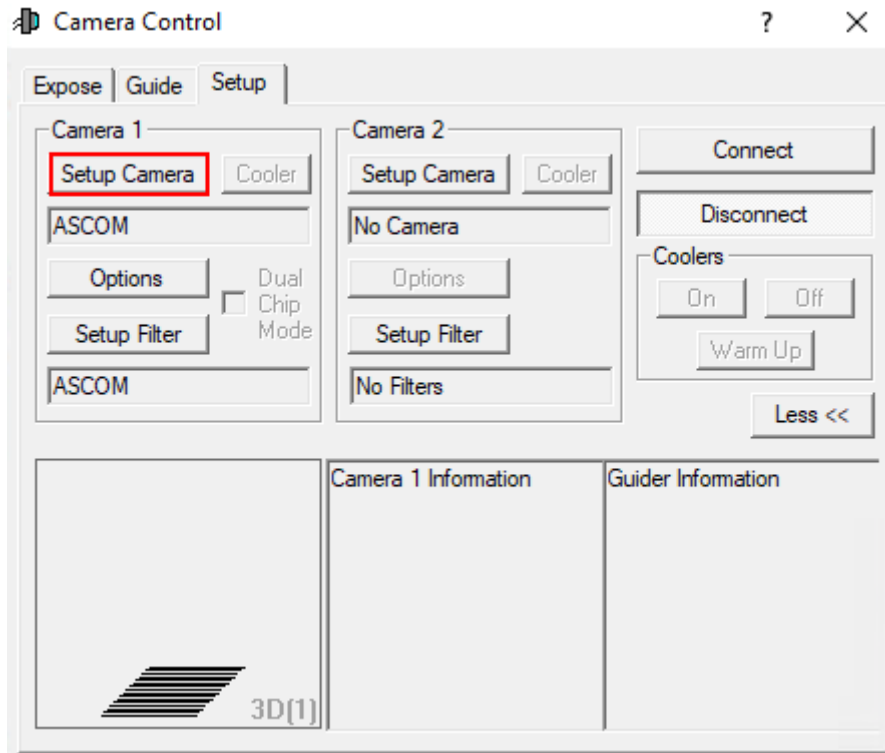 Camera Control
?
Expose
Guide
Setup
Camera 1
Setup Camera
Cooler
ASCOM
Options
Dual
Chip
Mode
Setup Filter
ASCOM
Camera 2
Setup Camera
Cooler
No Camera
Options
Setup Filter
No Filters
Connect
Disconnect
Coolers
On
Off
Warm Up
Less <<
3D(1)
Camera 1 Information
Guider Information